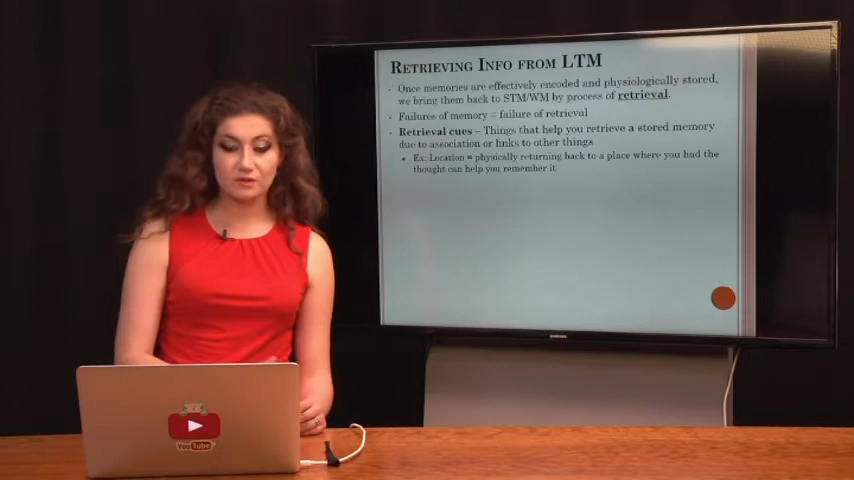 RETRIEVING INFO FROM LTM
Once memories are effectively encoded and physiologically stored,
we bring them back to STM/WM by process of retrieval.
Failures of memory = failure of retrieval
Retrieval cues – Things that help you retrieve a stored memory
due to association or links to other things
Ex: Location = physically returning back to a place where you had the
thought can help you remember it
SAMSUNG
YouTube